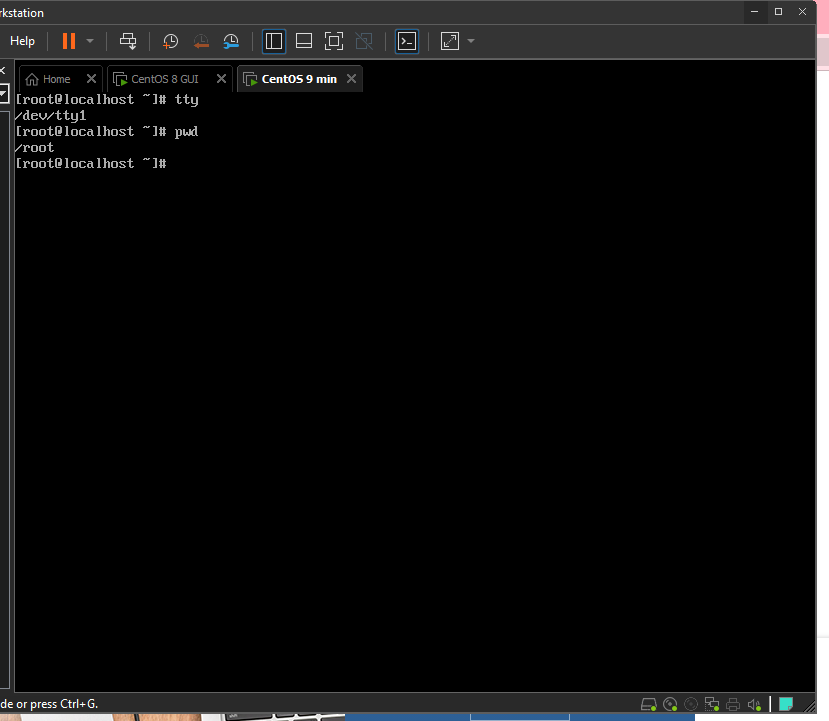 rkstation
Help
Home
CentOS 8 GUI
CentOS 9 min
[root@localhost ~]# tty
/dev/tty1
[root@localhost ~]# pwd
/root
[root@localhost ~]#
de or press Ctrl+G.